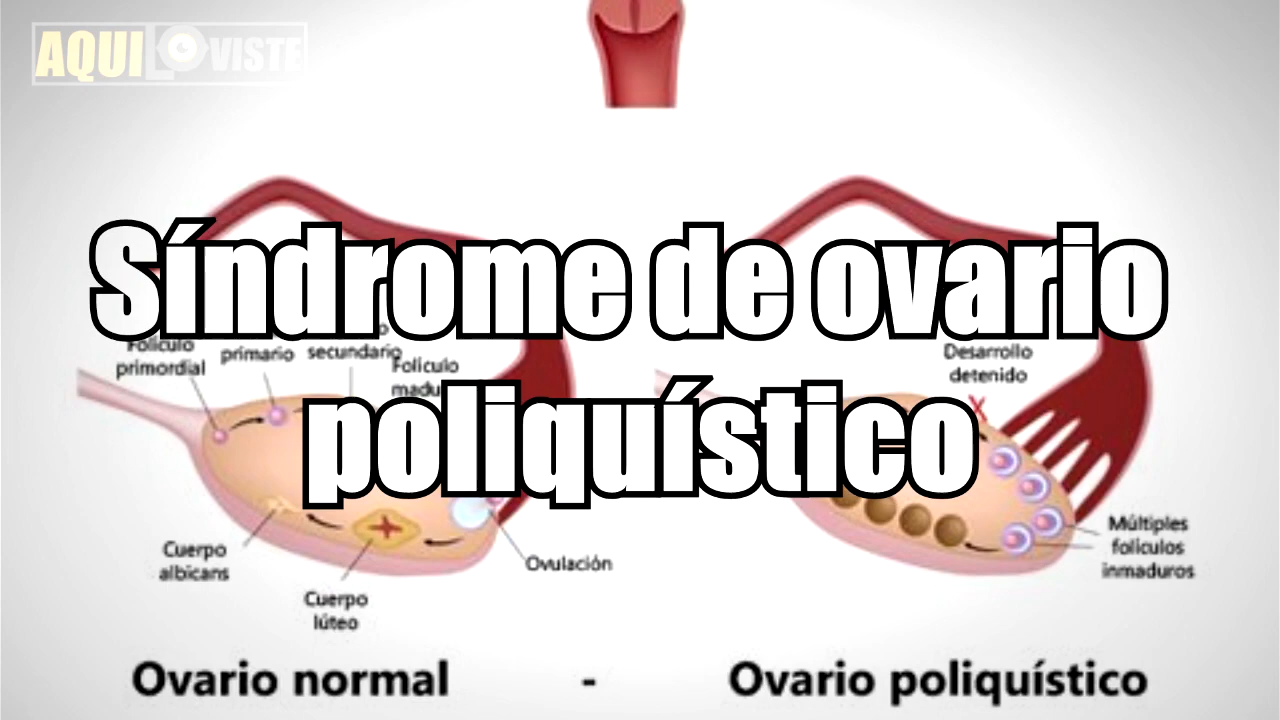 AQUI LO VISTE
Síndrome de ovario
poliquístico
Folículo
primordial
primario
secundario
Folículo
Desarrollo
detenido
X
Cuerpo
albicans
Cuerpo
lúteo
Ovulación
Múltiples
folículos
inmaduros
Ovario normal - Ovario poliquístico